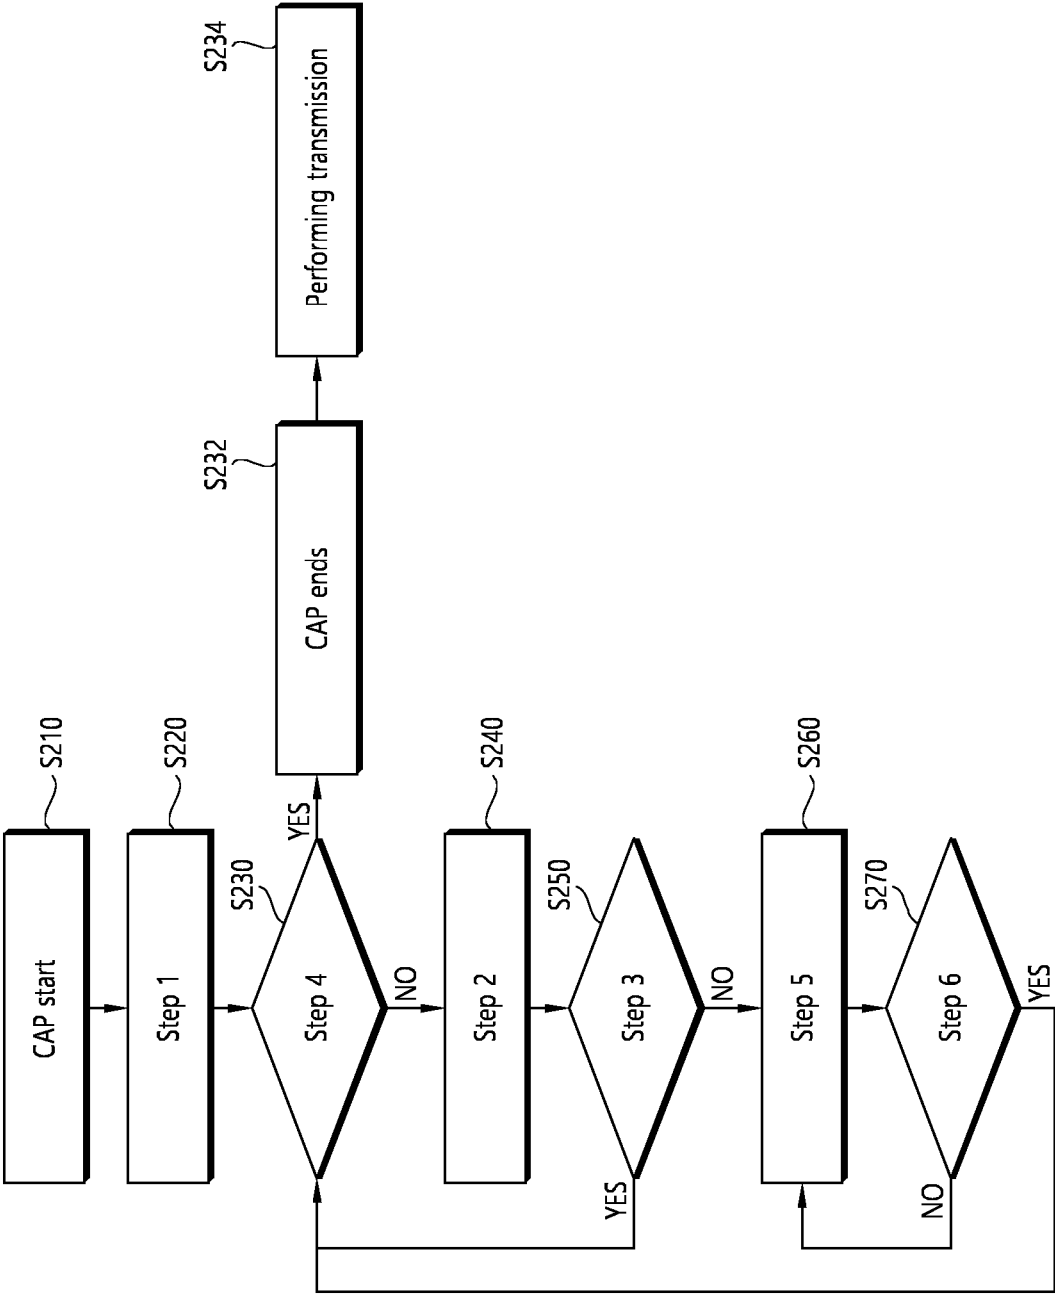 CAP start
S210
Step 1
S220
Step 4
S230
YES
CAP ends
S232
Performing transmission
S234
NO
Step 2
S240
Step 3
S250
YES
NO
Step 5
S260
Step 6
S270
NO
YES